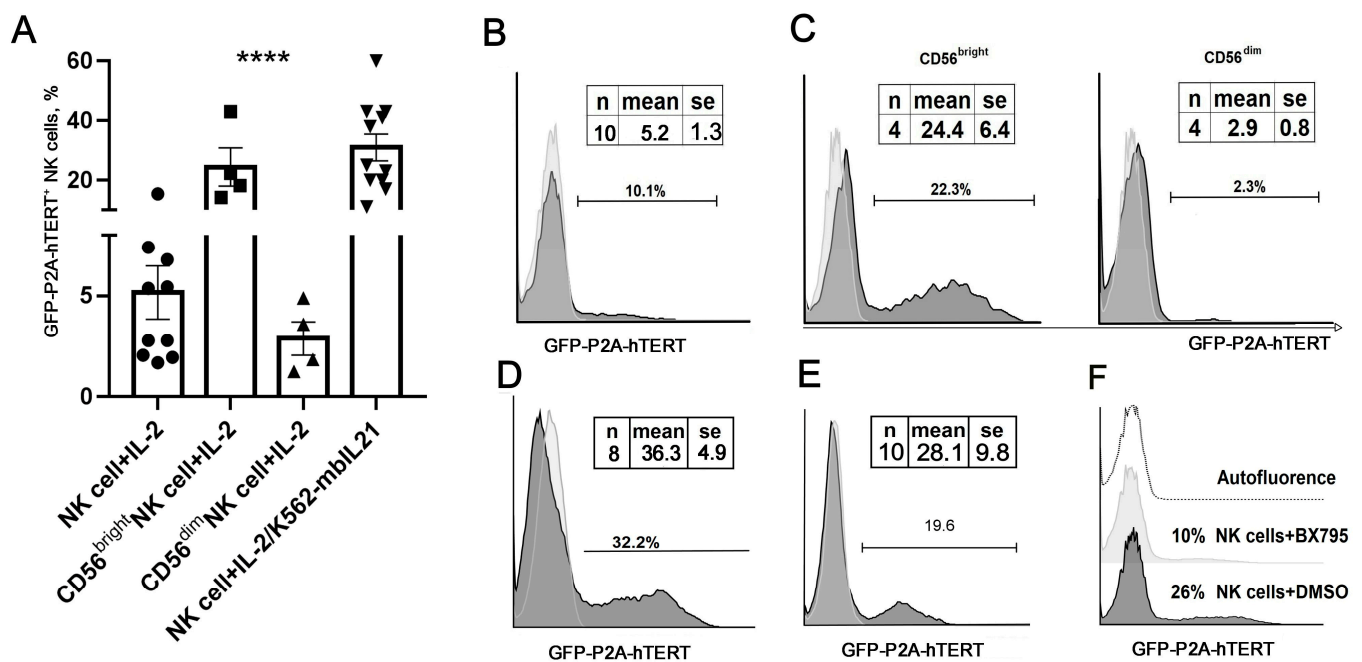 A
GFP-P2A-hTERT⁺ NK cells, %
60
40
20
5
0
****
NK cell+IL-2
CD56bright NK cell+IL-2
CD56dim NK cell+IL-2
NK cell+IL-2/K562-mbIL21
B
n mean se
10 5.2 1.3
10.1%
GFP-P2A-hTERT
C
CD56bright
n mean se
4 24.4 6.4
22.3%
CD56dim
n mean se
4 2.9 0.8
2.3%
GFP-P2A-hTERT
D
n mean se
8 36.3 4.9
32.2%
GFP-P2A-hTERT
E
n mean se
10 28.1 9.8
19.6
GFP-P2A-hTERT
F
Autofluorence
10% NK cells+BX795
26% NK cells+DMSO
GFP-P2A-hTERT